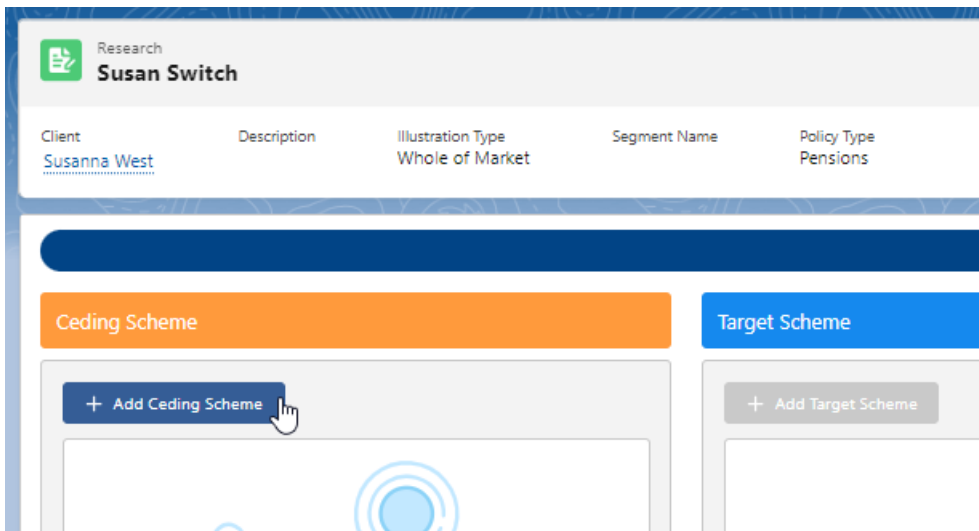 Research
Susan Switch
Client Description Illustration Type Segment Name Policy Type
Susanna West Whole of Market Pensions
Ceding Scheme Target Scheme
+ Add Ceding Scheme + Add Target Scheme